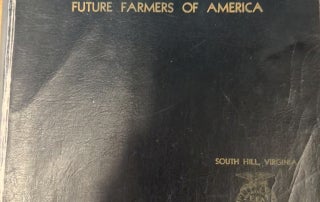 FUTURE FARMERS OF AMERICA
SOUTH HILL, VIRGINIA